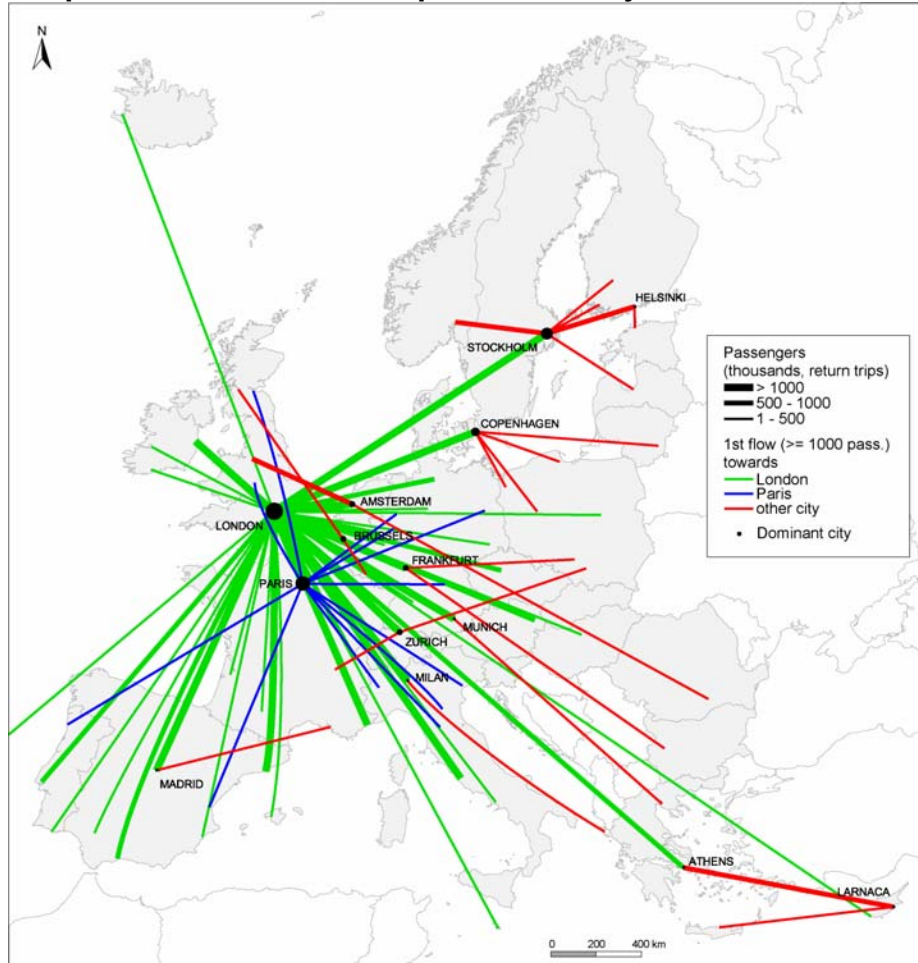 N
HELSINKI
STOCKHOLM
Passengers
(thousands, return trips)
> 1000
500 - 1000
1 - 500
1st flow (>= 1000 pass.)
towards
London
Paris
other city
Dominant city
COPENHAGEN
AMSTERDAM
LONDON
BRUSSELS
FRANKFURT
PARIS
MUNICH
ZURICH
MILAN
MADRID
ATHENS
LARNACA
0 200 400 km